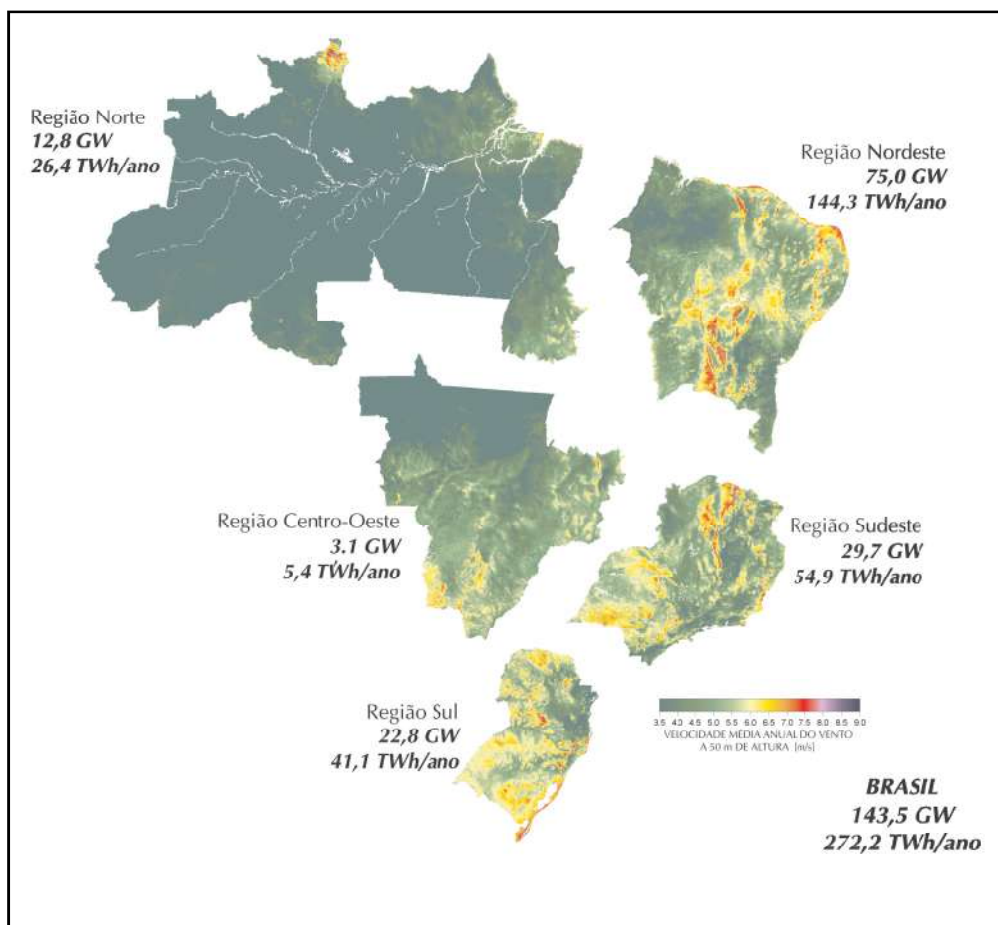 Região Norte
12,8 GW
26,4 TWh/ano
Região Nordeste
75,0 GW
144,3 TWh/ano
Região Centro-Oeste
3.1 GW
5,4 TWh/ano
Região Sudeste
29,7 GW
54,9 TWh/ano
Região Sul
22,8 GW
41,1 TWh/ano
3.5 4.0 4.5 5.0 5.5 6.0 6.5 7.0 7.5 8.0 8.5 9.0
VELOCIDADE MÉDIA ANUAL DO VENTO
A 50 m DE ALTURA [m/s]
BRASIL
143,5 GW
272,2 TWh/ano